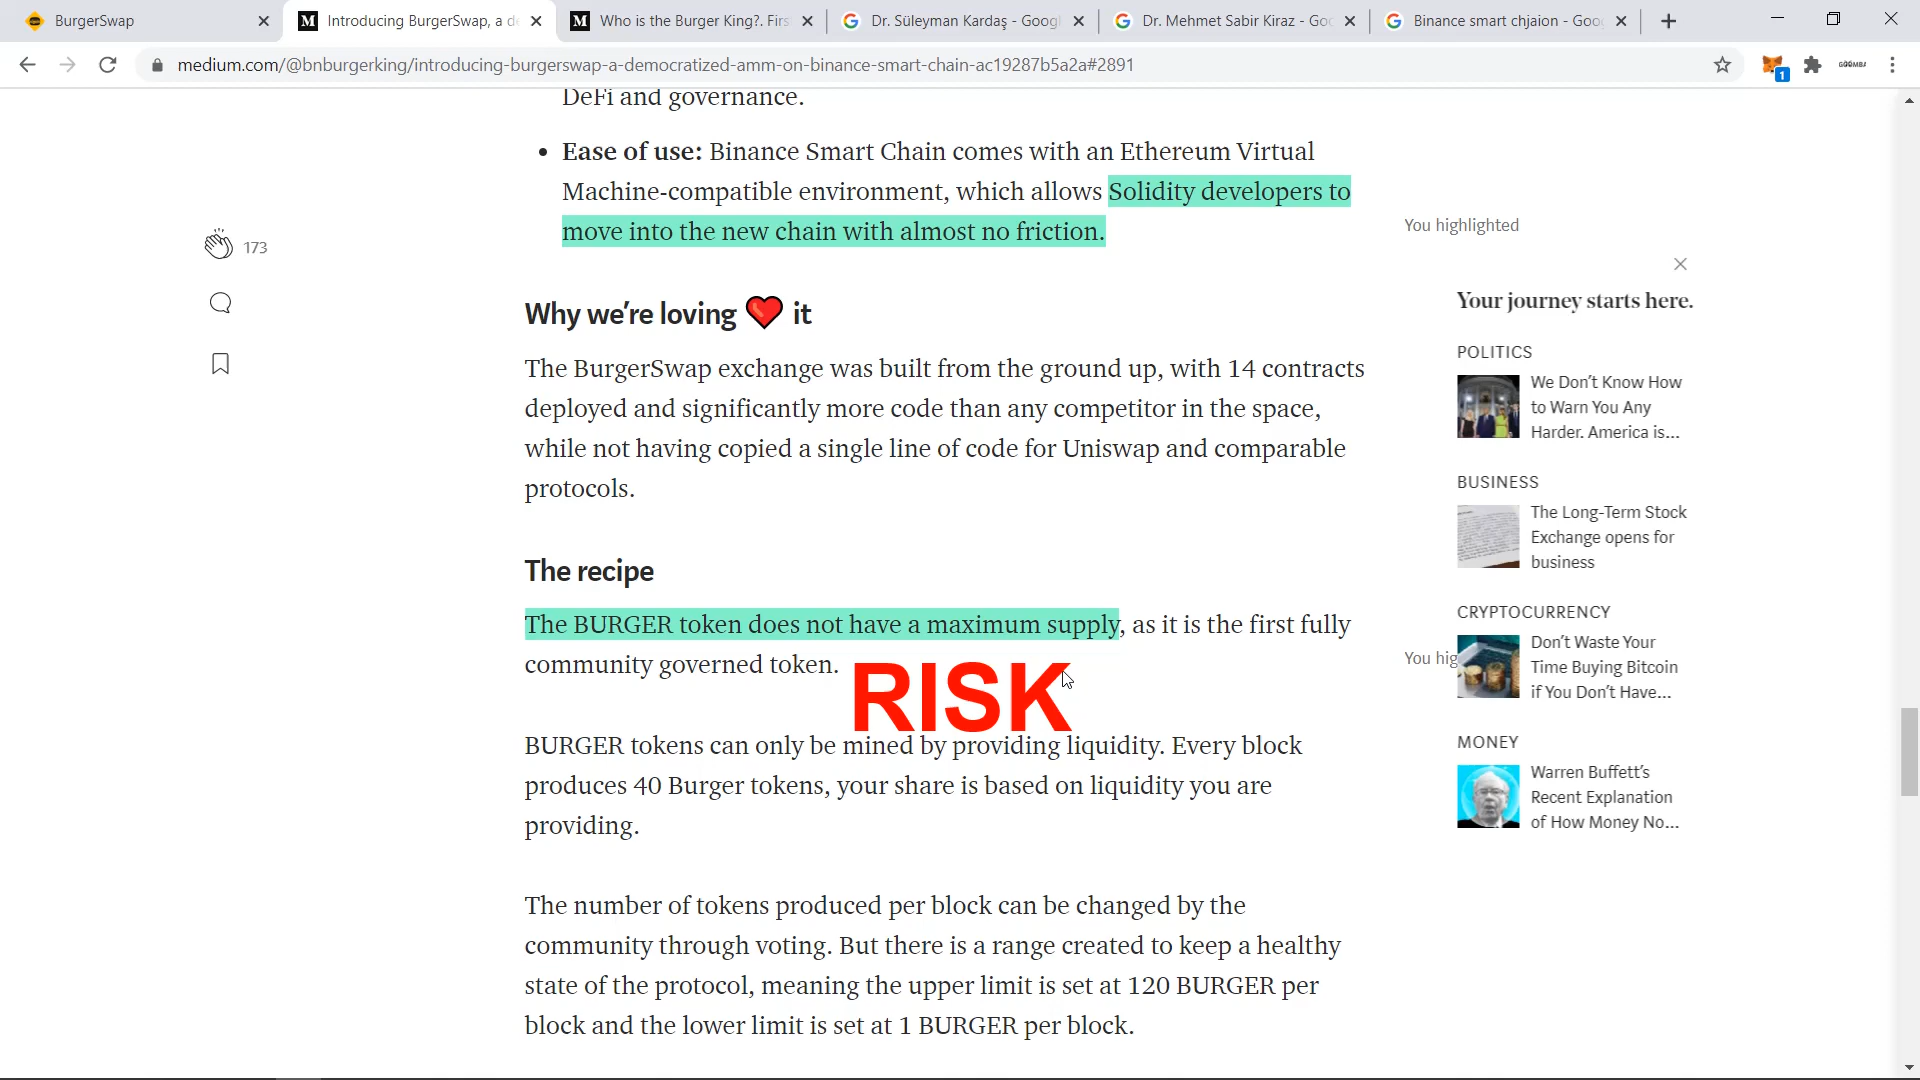 BurgerSwap
Introducing BurgerSwap, a de
Who is the Burger King?. Firs
Dr. Süleyman Kardaş - Googl
Dr. Mehmet Sabir Kiraz - Goo
Binance smart chjaion - Goog
medium.com/@bnburgerking/introducing-burgerswap-a-democratized-amm-on-binance-smart-chain-ac19287b5a2a#2891
1
GOOMBA
DeFi and governance.
• Ease of use: Binance Smart Chain comes with an Ethereum Virtual
Machine-compatible environment, which allows Solidity developers to
move into the new chain with almost no friction.
You highlighted
173
Why we’re loving ❤️ it
The BurgerSwap exchange was built from the ground up, with 14 contracts
deployed and significantly more code than any competitor in the space,
while not having copied a single line of code for Uniswap and comparable
protocols.
The recipe
The BURGER token does not have a maximum supply, as it is the first fully
community governed token.
You hig
RISK
BURGER tokens can only be mined by providing liquidity. Every block
produces 40 Burger tokens, your share is based on liquidity you are
providing.
The number of tokens produced per block can be changed by the
community through voting. But there is a range created to keep a healthy
state of the protocol, meaning the upper limit is set at 120 BURGER per
block and the lower limit is set at 1 BURGER per block.
Your journey starts here.
POLITICS
We Don’t Know How
to Warn You Any
Harder. America is...
BUSINESS
The Long-Term Stock
Exchange opens for
business
CRYPTOCURRENCY
Don’t Waste Your
Time Buying Bitcoin
if You Don’t Have...
MONEY
Warren Buffett’s
Recent Explanation
of How Money No...